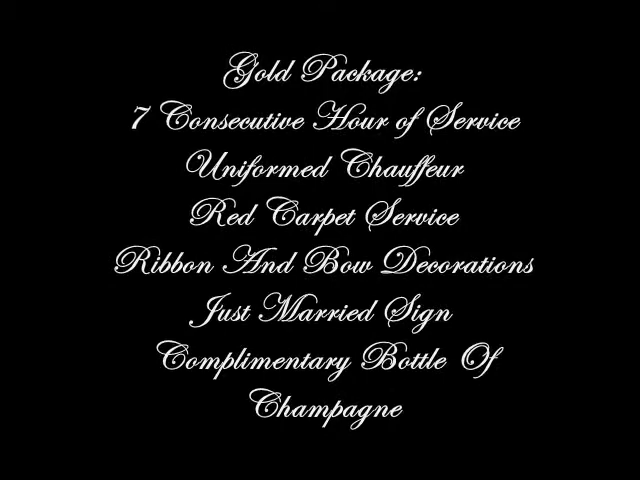 Gold Package:
7 Consecutive Hour of Service
Uniformed Chauffeur
Red Carpet Service
Ribbon And Bow Decorations
Just Married Sign
Complimentary Bottle Of
Champagne